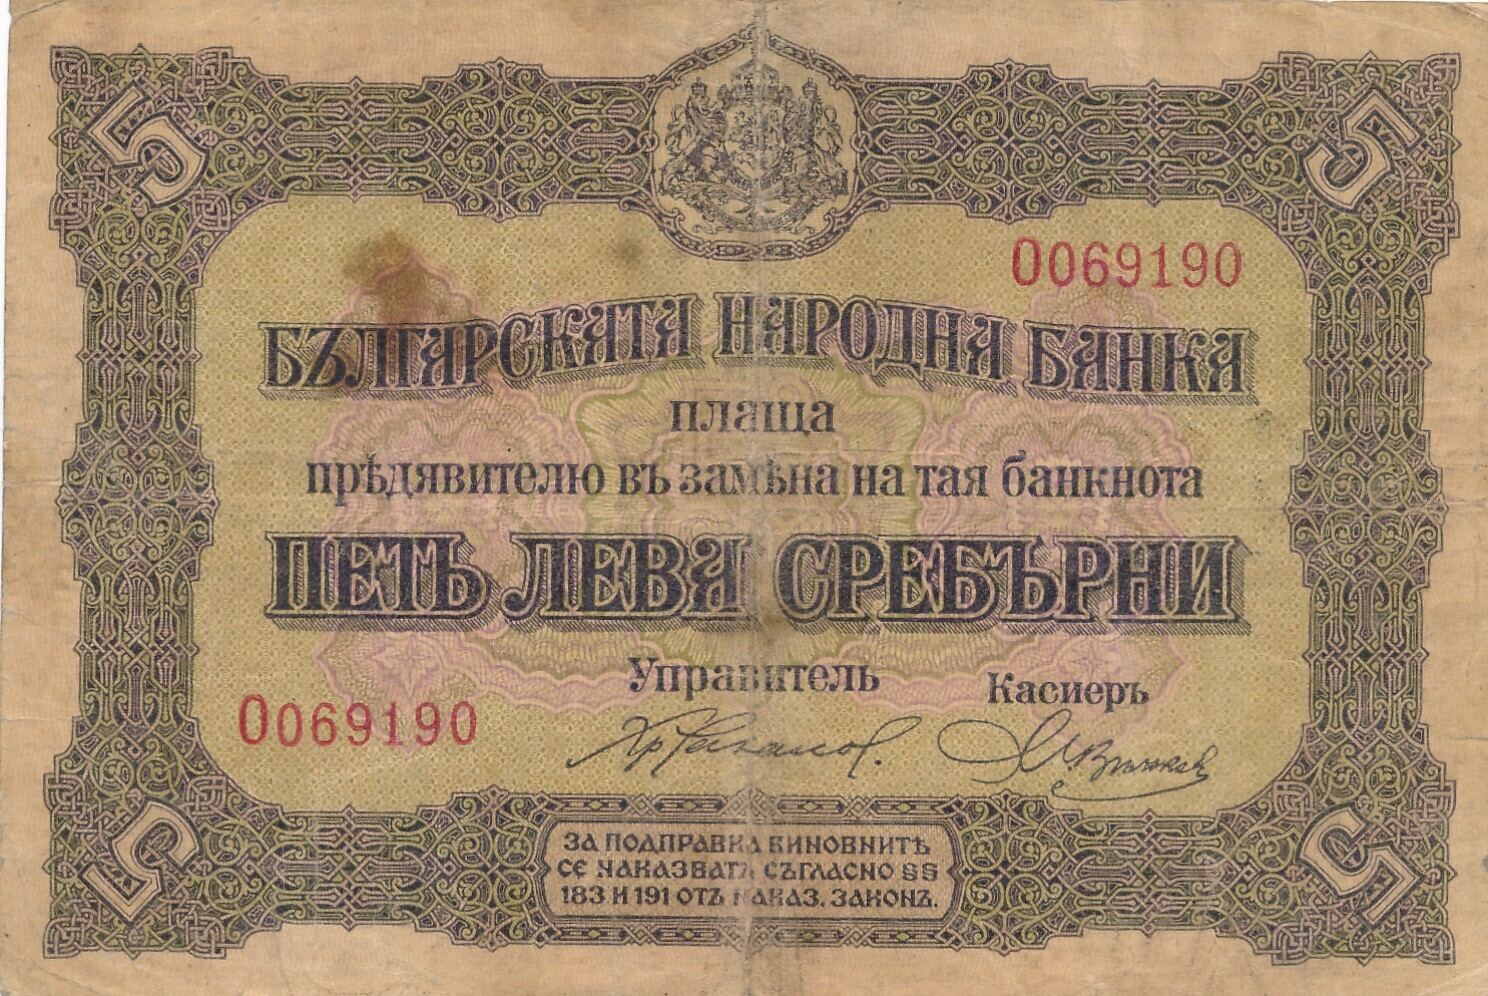 5
5
0069190
БЪЛГАРСКАТА НАРОДНА БАНКА
плаща
прѣдявителю въ замѣна на тая банкнота
ПЕТЬ ЛЕВА СРЕБЪРНИ
Управитель
Касиеръ
0069190
ЗА ПОДПРАВКА ВИНОВНИТѢ
СЕ НАКАЗВАТЪ СЪГЛАСНО §§
183 И 191 ОТЪ НАКАЗ. ЗАКОНЪ.
5
5